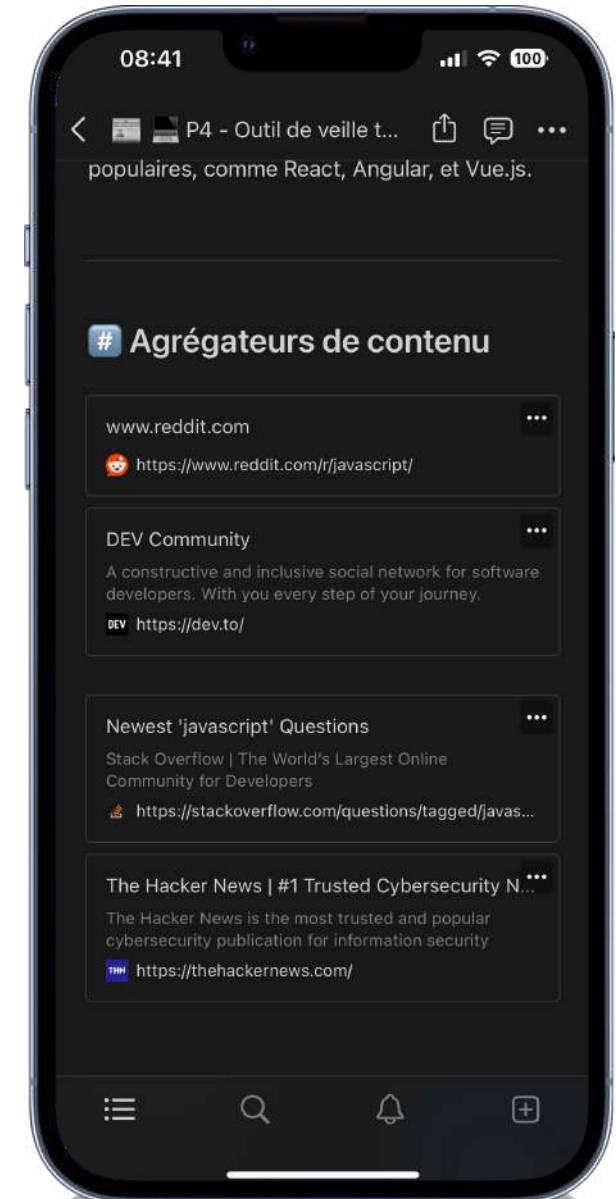 08:41
100
P4 - Outil de veille t...
populaires, comme React, Angular, et Vue.js.
# Agrégateurs de contenu
www.reddit.com
https://www.reddit.com/r/javascript/
DEV Community
A constructive and inclusive social network for software
developers. With you every step of your journey.
DEV https://dev.to/
Newest 'javascript' Questions
Stack Overflow | The World's Largest Online
Community for Developers
https://stackoverflow.com/questions/tagged/javas...
The Hacker News | #1 Trusted Cybersecurity N...
The Hacker News is the most trusted and popular
cybersecurity publication for information security
THN https://thehackernews.com/